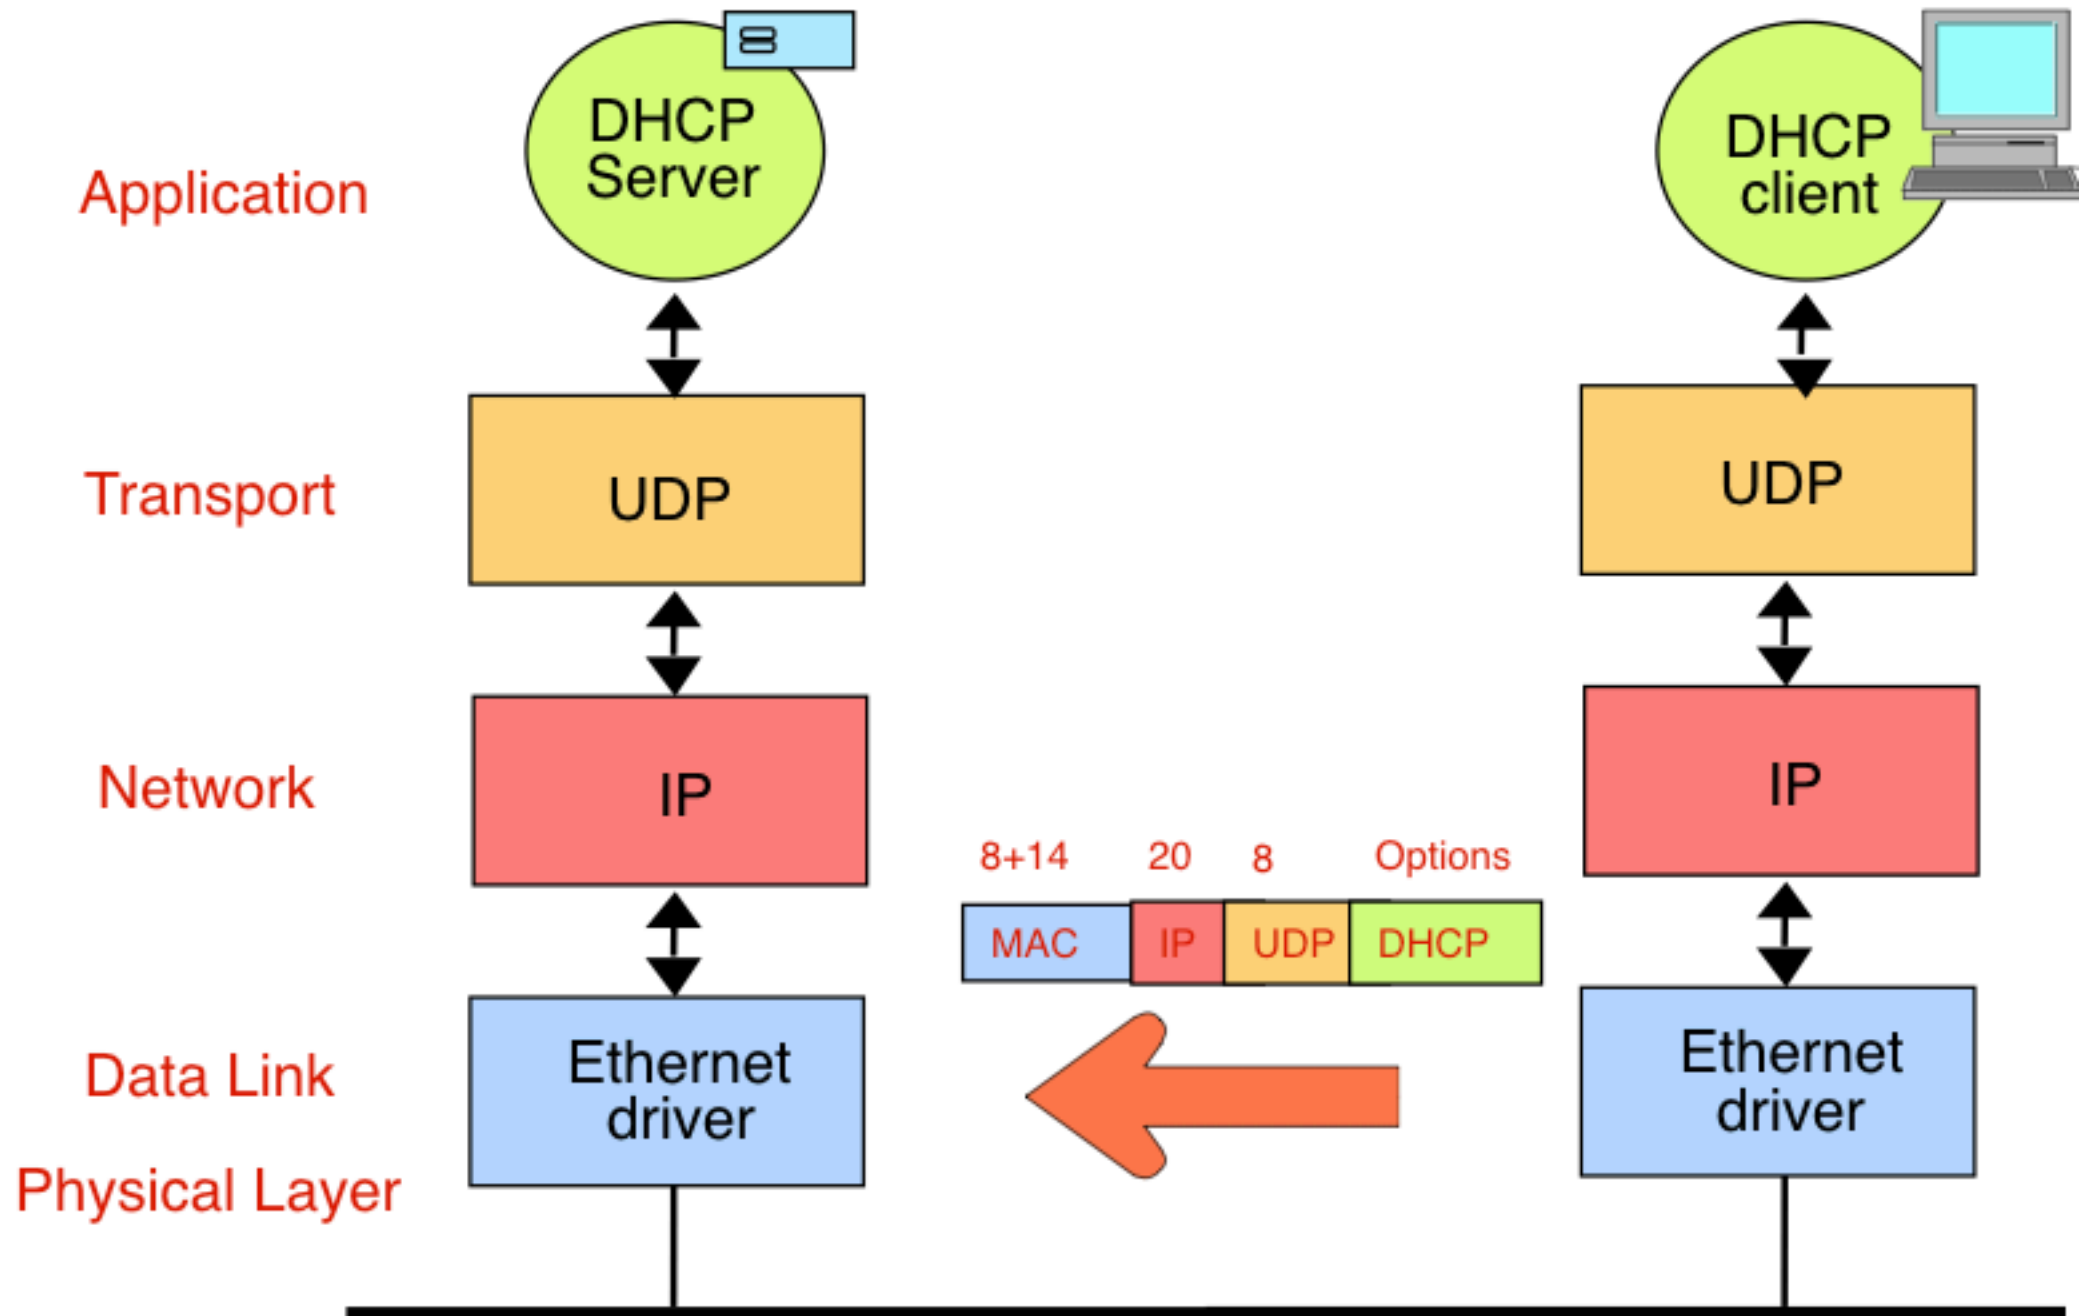 DHCP
Server
DHCP
client
Application
Transport
UDP
UDP
Network
IP
IP
8+14
20
8
Options
MAC
IP
UDP
DHCP
Data Link
Ethernet
driver
Ethernet
driver
Physical Layer